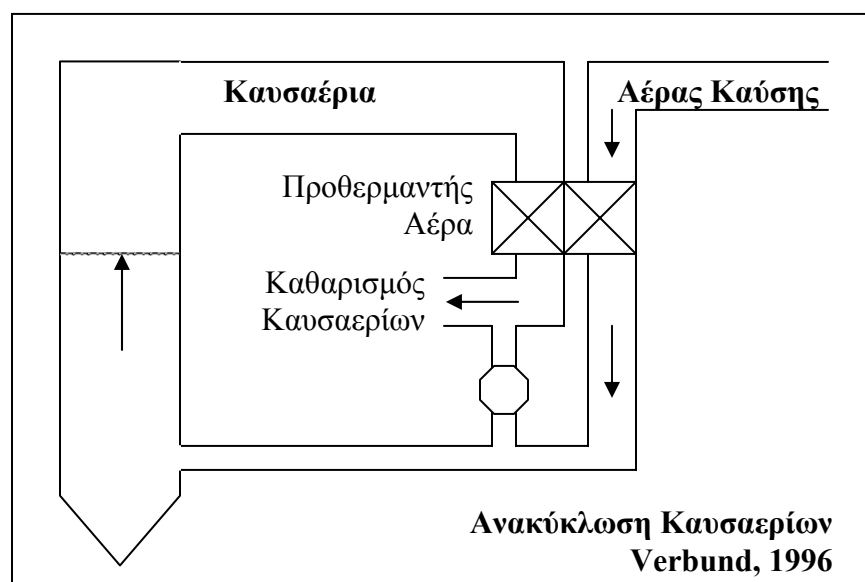 Καυσαέρια
Αέρας Καύσης
Προθερμαντής
Αέρα
Καθαρισμός
Καυσαερίων
Ανακύκλωση Καυσαερίων
Verbund, 1996